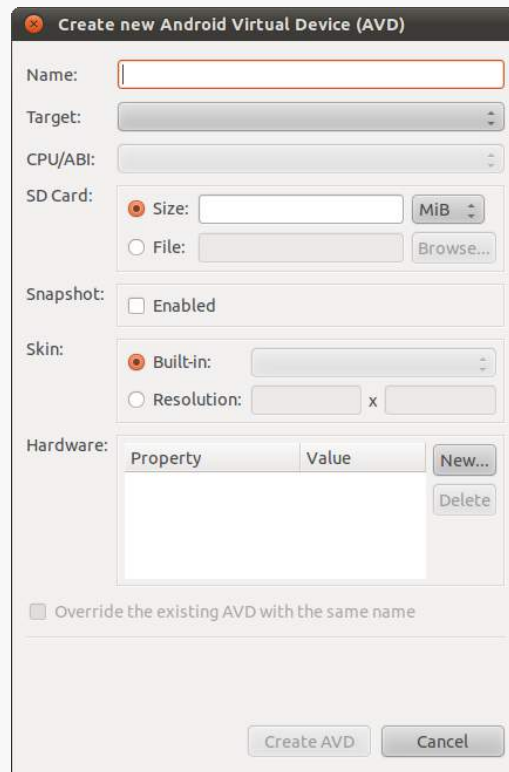 Create new Android Virtual Device (AVD)
Name:
Target:
CPU/ABI:
SD Card:
Size: MiB
File: Browse...
Snapshot:
Enabled
Skin:
Built-in:
Resolution: x
Hardware:
Property Value New...
Delete
Override the existing AVD with the same name
Create AVD Cancel